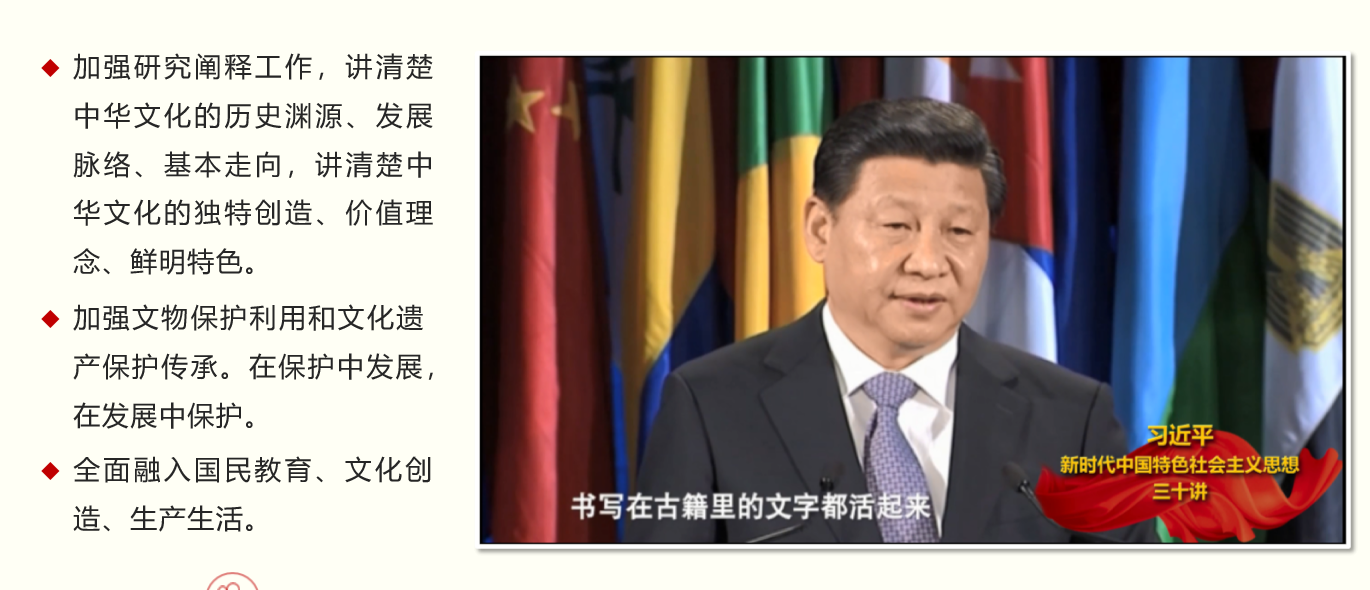 加强研究阐释工作，讲清楚
中华文化的历史渊源、发展
脉络、基本走向，讲清楚中
华文化的独特创造、价值理
念、鲜明特色。
加强文物保护利用和文化遗
产保护传承。在保护中发展，
在发展中保护。
全面融入国民教育、文化创
造、生产生活。
书写在古籍里的文字都活起来
习近平
新时代中国特色社会主义思想
三十讲